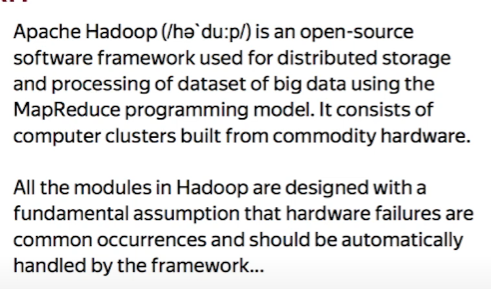 Apache Hadoop (/hə`du:p/) is an open-source
software framework used for distributed storage
and processing of dataset of big data using the
MapReduce programming model. It consists of
computer clusters built from commodity hardware.
All the modules in Hadoop are designed with a
fundamental assumption that hardware failures are
common occurrences and should be automatically
handled by the framework...